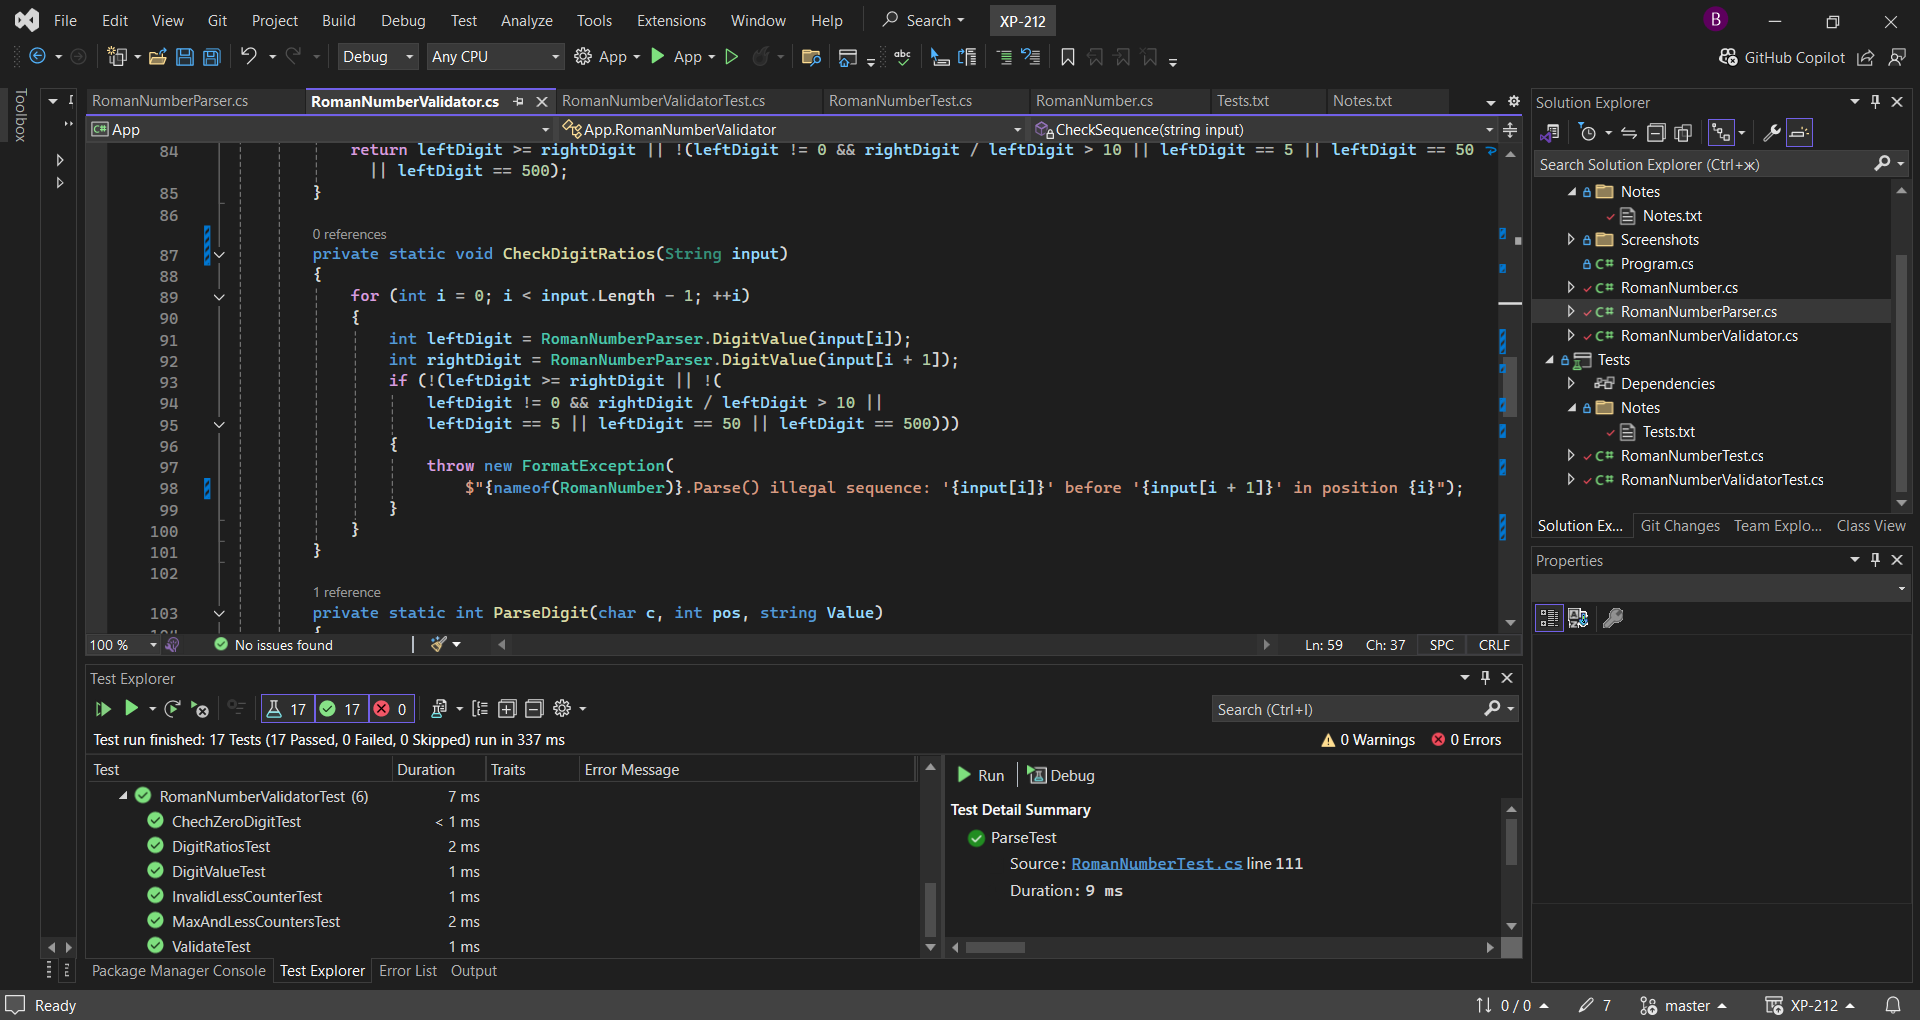 File Edit View Git Project Build Debug Test Analyze Tools Extensions Window Help Search XP-212 B
Debug Any CPU App App abc GitHub Copilot
Toolbox
RomanNumberParser.cs RomanNumberValidator.cs RomanNumberValidatorTest.cs RomanNumberTest.cs RomanNumber.cs Tests.txt Notes.txt
C# App App.RomanNumberValidator CheckSequence(string input)
84 return leftDigit >= rightDigit || !(leftDigit != 0 && rightDigit / leftDigit > 10 || leftDigit == 5 || leftDigit == 50
|| leftDigit == 500);
85 }
86
0 references
87 private static void CheckDigitRatios(String input)
88 {
89 for (int i = 0; i < input.Length - 1; ++i)
90 {
91 int leftDigit = RomanNumberParser.DigitValue(input[i]);
92 int rightDigit = RomanNumberParser.DigitValue(input[i + 1]);
93 if (!(leftDigit >= rightDigit || !(
94 leftDigit != 0 && rightDigit / leftDigit > 10 ||
95 leftDigit == 5 || leftDigit == 50 || leftDigit == 500)))
96 {
97 throw new FormatException(
98 $"{nameof(RomanNumber)}.Parse() illegal sequence: '{input[i]}' before '{input[i + 1]}' in position {i}");
99 }
100 }
101 }
102
1 reference
103 private static int ParseDigit(char c, int pos, string Value)
{
100 % No issues found Ln: 59 Ch: 37 SPC CRLF
Solution Explorer
Search Solution Explorer (Ctrl+ж)
Notes
Notes.txt
Screenshots
C# Program.cs
C# RomanNumber.cs
C# RomanNumberParser.cs
C# RomanNumberValidator.cs
Tests
Dependencies
Notes
Tests.txt
C# RomanNumberTest.cs
C# RomanNumberValidatorTest.cs
Solution Ex... Git Changes Team Explo... Class View
Properties
Test Explorer
17 17 0 Search (Ctrl+I)
Test run finished: 17 Tests (17 Passed, 0 Failed, 0 Skipped) run in 337 ms 0 Warnings 0 Errors
Test Duration Traits Error Message
RomanNumberValidatorTest (6) 7 ms
ChechZeroDigitTest < 1 ms
DigitRatiosTest 2 ms
DigitValueTest 1 ms
InvalidLessCounterTest 1 ms
MaxAndLessCountersTest 2 ms
ValidateTest 1 ms
Run Debug
Test Detail Summary
ParseTest
Source: RomanNumberTest.cs line 111
Duration: 9 ms
Package Manager Console Test Explorer Error List Output
Ready 0 / 0 7 master XP-212